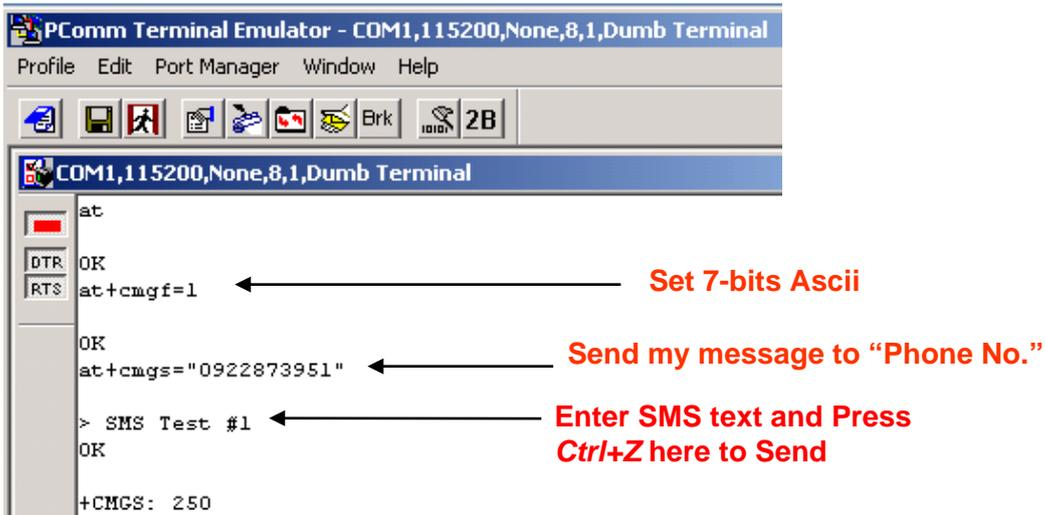 PComm Terminal Emulator - COM1,115200,None,8,1,Dumb Terminal
Profile Edit Port Manager Window Help
Brk 2B
COM1,115200,None,8,1,Dumb Terminal
at
DTR OK
RTS at+cmgf=1
Set 7-bits Ascii
OK
at+cmgs="0922873951"
Send my message to “Phone No.”
> SMS Test #1
OK
Enter SMS text and Press
Ctrl+Z here to Send
+CMGS: 250